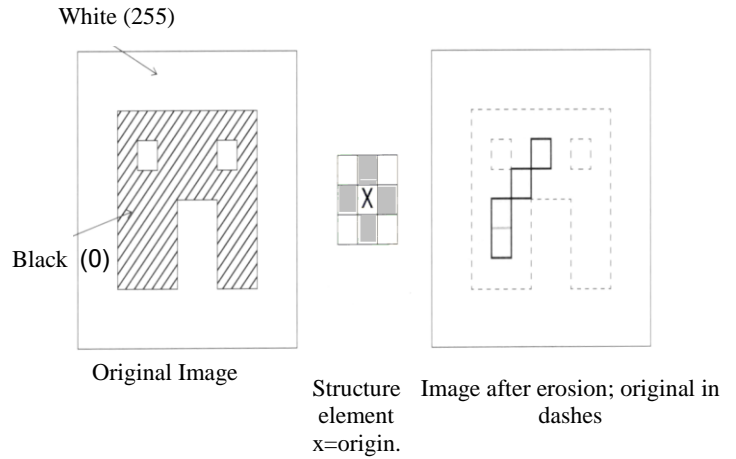 White (255)
X
Black (0)
Original Image
Structure
element
x=origin.
Image after erosion; original in
dashes